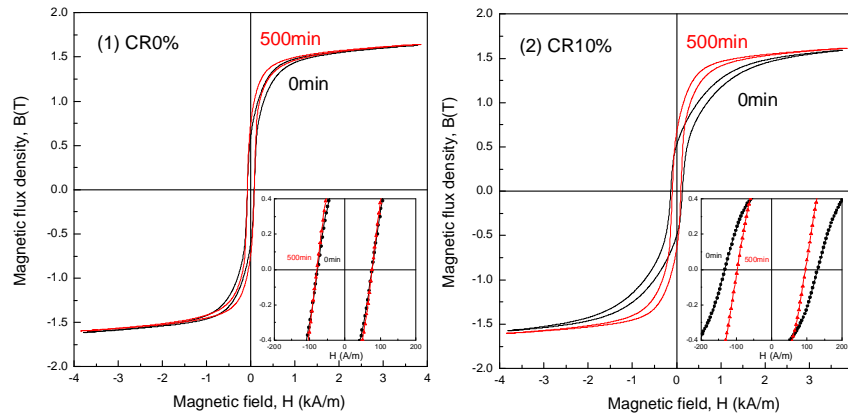 (1) CR0%
500min
0min
Magnetic flux density, B(T)
2.0
1.5
1.0
0.5
0.0
-0.5
-1.0
-1.5
-2.0
-4 -3 -2 -1 0 1 2 3 4
Magnetic field, H (kA/m)
0.4
0.2
0.0
-0.2
-0.4
500min 0min
-200 -100 0 100 200
H (A/m)
(2) CR10%
500min
0min
Magnetic flux density, B(T)
2.0
1.5
1.0
0.5
0.0
-0.5
-1.0
-1.5
-2.0
-4 -3 -2 -1 0 1 2 3
Magnetic field, H (kA/m)
0.4
0.2
0.0
-0.2
-0.4
0min 500min
-200 -100 0 100 200
H (A/m)